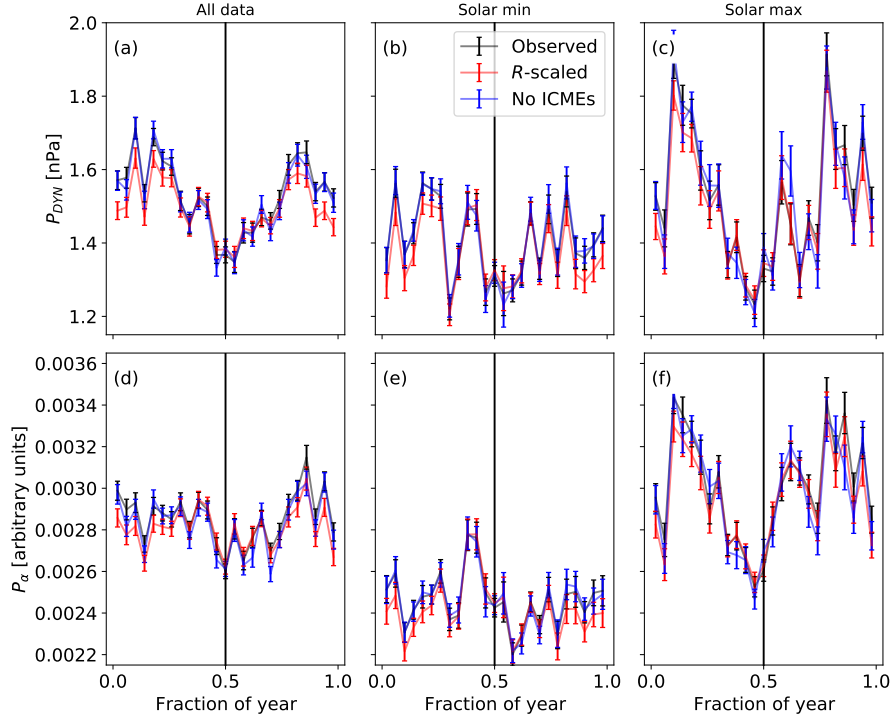 All data
Solar min
Solar max
(a)
(b)
(c)
Observed
R-scaled
No ICMEs
2.0
1.8
1.6
1.4
1.2
P_DYN [nPa]
(d)
(e)
(f)
0.0036
0.0034
0.0032
0.0030
0.0028
0.0026
0.0024
0.0022
P_α [arbitrary units]
0.0 0.5 1.0
0.0 0.5 1.0
0.0 0.5 1.0
Fraction of year
Fraction of year
Fraction of year